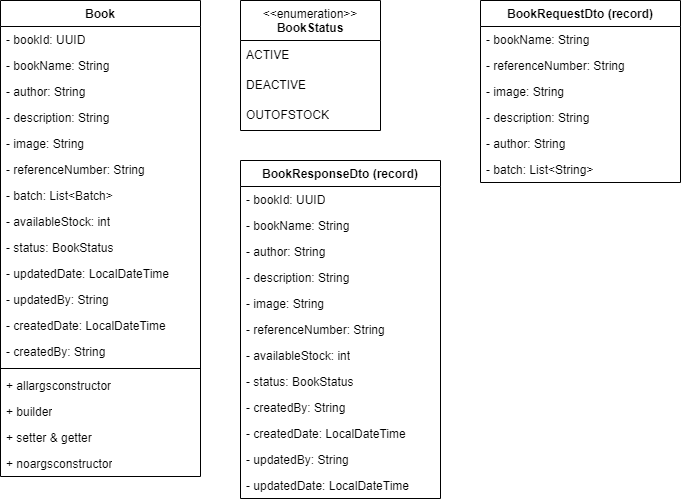 Book
- bookId: UUID
- bookName: String
- author: String
- description: String
- image: String
- referenceNumber: String
- batch: List<Batch>
- availableStock: int
- status: BookStatus
- updatedDate: LocalDateTime
- updatedBy: String
- createdDate: LocalDateTime
- createdBy: String
+ allargsconstructor
+ builder
+ setter & getter
+ noargsconstructor
<<enumeration>>
BookStatus
ACTIVE
DEACTIVE
OUTOFSTOCK
BookResponseDto (record)
- bookId: UUID
- bookName: String
- author: String
- description: String
- image: String
- referenceNumber: String
- availableStock: int
- status: BookStatus
- createdBy: String
- createdDate: LocalDateTime
- updatedBy: String
- updatedDate: LocalDateTime
BookRequestDto (record)
- bookName: String
- referenceNumber: String
- image: String
- description: String
- author: String
- batch: List<String>